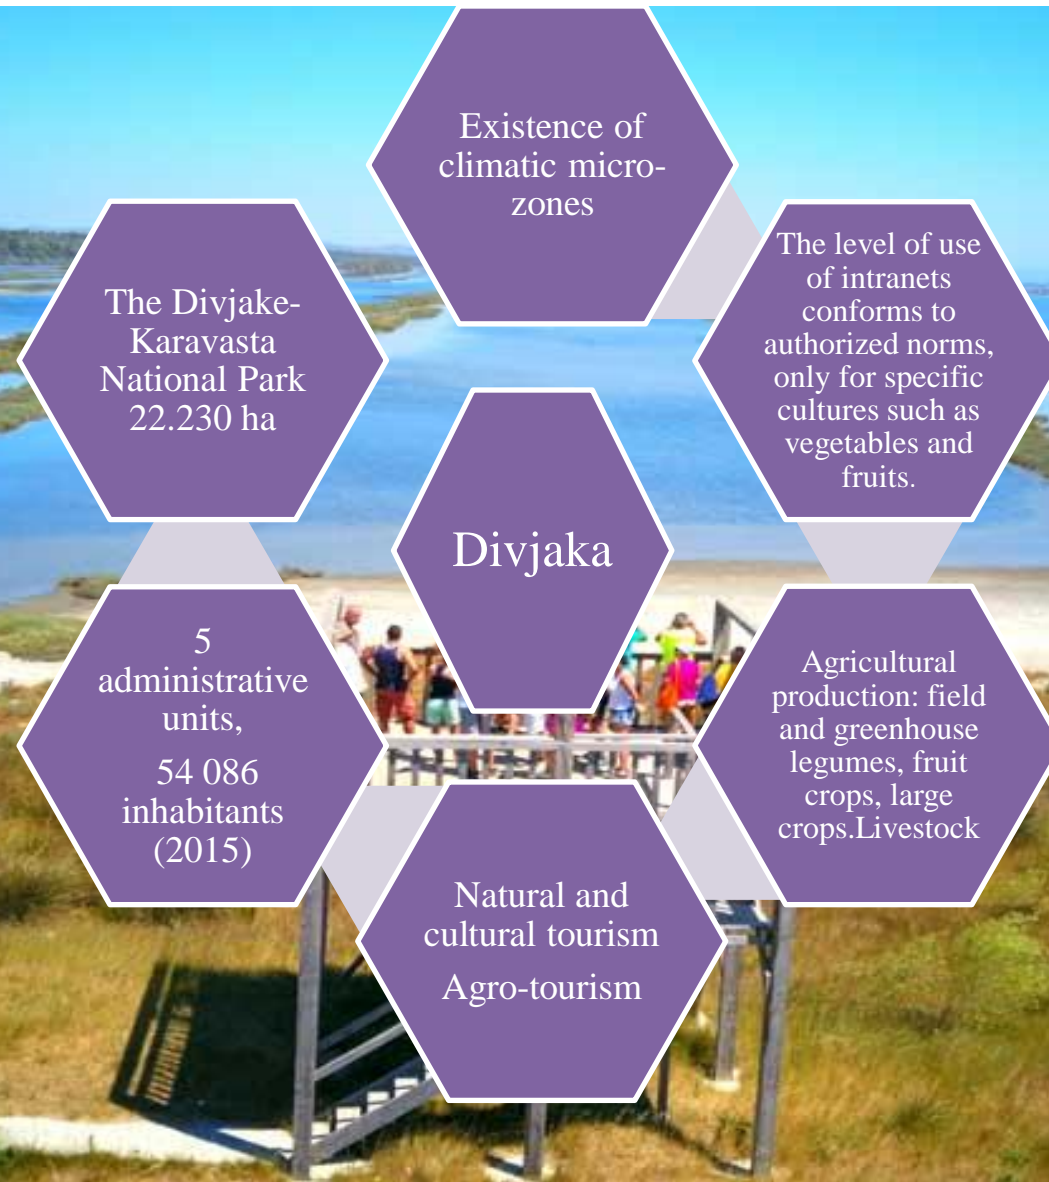 Existence of
climatic micro-
zones
The level of use
of intranets
conforms to
authorized norms,
only for specific
cultures such as
vegetables and
fruits.
Agricultural
production: field
and greenhouse
legumes, fruit
crops, large
crops.Livestock
Natural and
cultural tourism
Agro-tourism
5
administrative
units,
54 086
inhabitants
(2015)
The Divjake-
Karavasta
National Park
22.230 ha
Divjaka